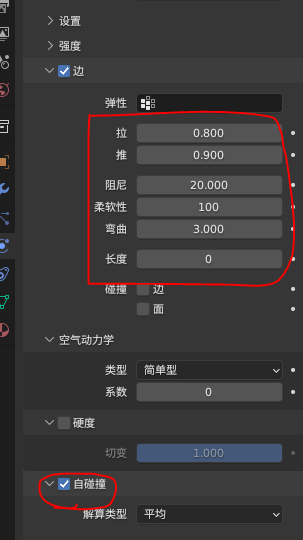 设置
强度
边
弹性
拉 0.800
推 0.900
阻尼 20.000
柔软性 100
弯曲 3.000
长度 0
碰撞 边
面
空气动力学
类型 简单型
系数 0
硬度
切变 1.000
自碰撞
解算类型 平均